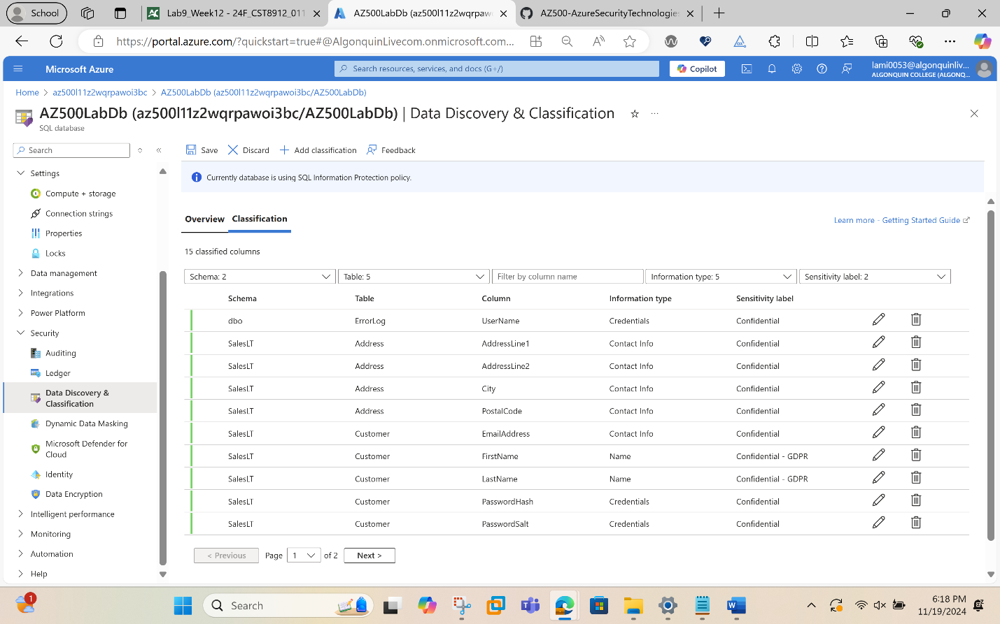 School
Lab9_Week12 - 24F_CST8912_011
AZ500LabDb (az500l11z2wqrpawo
AZ500-AzureSecurityTechnologies
https://portal.azure.com/?quickstart=true#@AlgonquinLivecom.onmicrosoft.com...
Microsoft Azure
Search resources, services, and docs (G+/)
Copilot
lami0053@algonquinliv...
ALGONQUIN COLLEGE (ALGONQ...
Home > az500l11z2wqrpawoi3bc > AZ500LabDb (az500l11z2wqrpawoi3bc/AZ500LabDb)
AZ500LabDb (az500l11z2wqrpawoi3bc/AZ500LabDb) | Data Discovery & Classification
SQL database
Search
Save Discard Add classification Feedback
Currently database is using SQL Information Protection policy.
Settings
Compute + storage
Connection strings
Properties
Locks
Data management
Integrations
Power Platform
Security
Auditing
Ledger
Data Discovery &
Classification
Dynamic Data Masking
Microsoft Defender for
Cloud
Identity
Data Encryption
Intelligent performance
Monitoring
Automation
Help
Overview Classification
Learn more - Getting Started Guide
15 classified columns
Schema: 2 Table: 5 Filter by column name Information type: 5 Sensitivity label: 2
Schema Table Column Information type Sensitivity label
dbo ErrorLog UserName Credentials Confidential
SalesLT Address AddressLine1 Contact Info Confidential
SalesLT Address AddressLine2 Contact Info Confidential
SalesLT Address City Contact Info Confidential
SalesLT Address PostalCode Contact Info Confidential
SalesLT Customer EmailAddress Contact Info Confidential
SalesLT Customer FirstName Name Confidential - GDPR
SalesLT Customer LastName Name Confidential - GDPR
SalesLT Customer PasswordHash Credentials Confidential
SalesLT Customer PasswordSalt Credentials Confidential
< Previous Page 1 of 2 Next >
1
Search
6:18 PM
11/19/2024